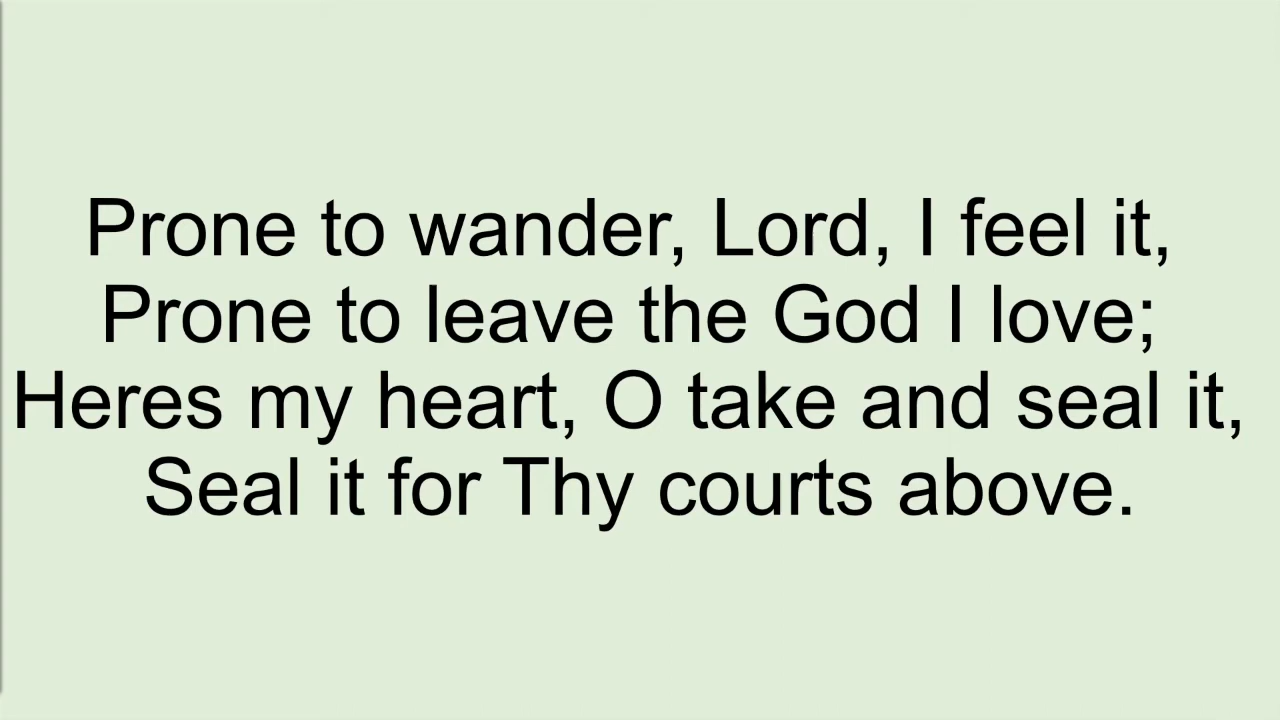 Prone to wander, Lord, I feel it,
Prone to leave the God I love;
Heres my heart, O take and seal it,
Seal it for Thy courts above.